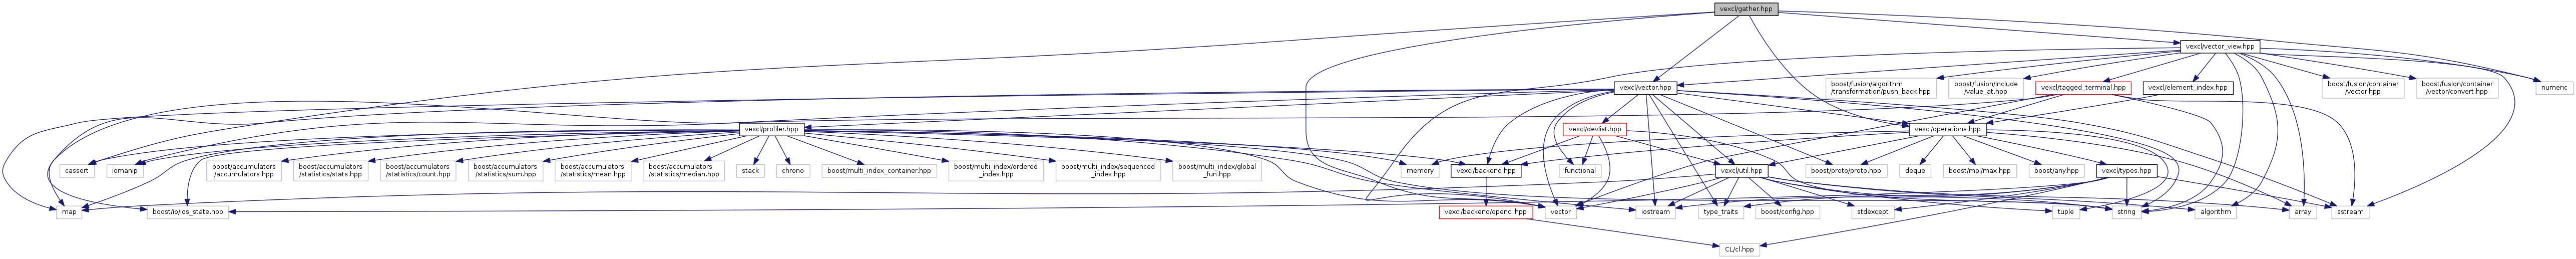 vexcl/gather.hpp
vexcl/vector_view.hpp
vexcl/vector.hpp
boost/fusion/algorithm
/transformation/push_back.hpp
boost/fusion/include
/value_at.hpp
vexcl/tagged_terminal.hpp
vexcl/element_index.hpp
boost/fusion/container
/vector.hpp
boost/fusion/container
/vector/convert.hpp
numeric
vexcl/profiler.hpp
vexcl/devlist.hpp
vexcl/operations.hpp
cassert
iomanip
boost/accumulators
/accumulators.hpp
boost/accumulators
/statistics/stats.hpp
boost/accumulators
/statistics/count.hpp
boost/accumulators
/statistics/sum.hpp
boost/accumulators
/statistics/mean.hpp
boost/accumulators
/statistics/median.hpp
stack
chrono
boost/multi_index_container.hpp
boost/multi_index/ordered
_index.hpp
boost/multi_index/sequenced
_index.hpp
boost/multi_index/global
_fun.hpp
memory
vexcl/backend.hpp
functional
vexcl/util.hpp
boost/proto/proto.hpp
deque
boost/mpl/max.hpp
boost/any.hpp
vexcl/types.hpp
map
boost/io/ios_state.hpp
vexcl/backend/opencl.hpp
vector
iostream
type_traits
boost/config.hpp
stdexcept
tuple
string
algorithm
array
sstream
CL/cl.hpp